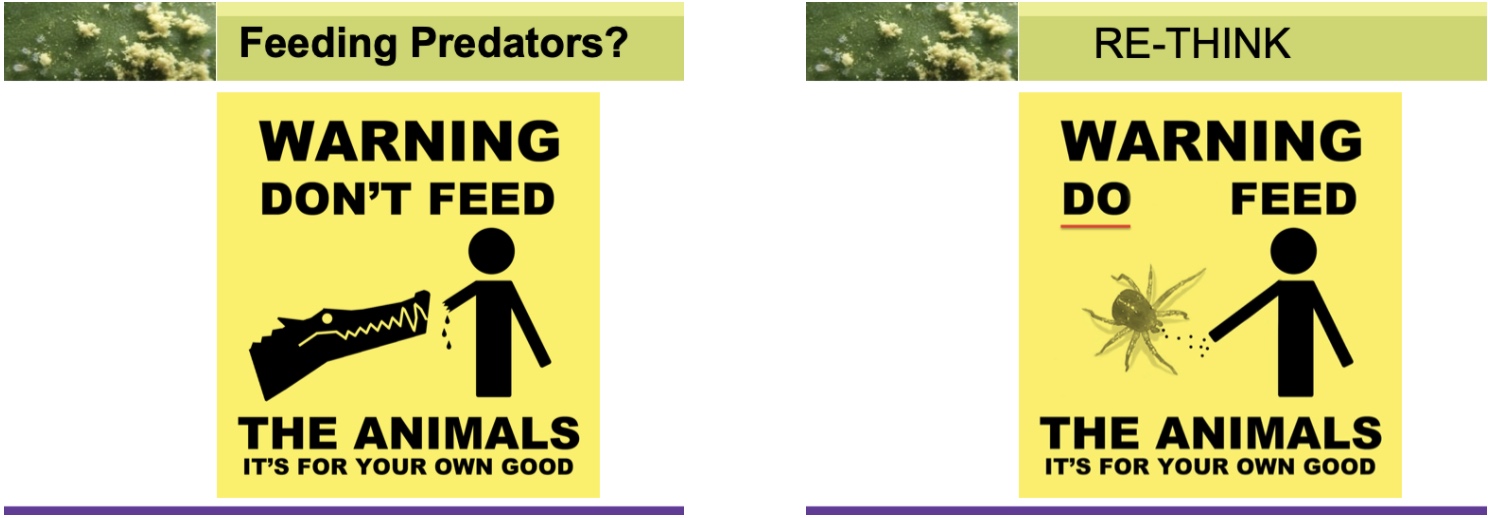 Feeding Predators?
WARNING
DON'T FEED
THE ANIMALS
IT'S FOR YOUR OWN GOOD
RE-THINK
WARNING
DO FEED
THE ANIMALS
IT'S FOR YOUR OWN GOOD